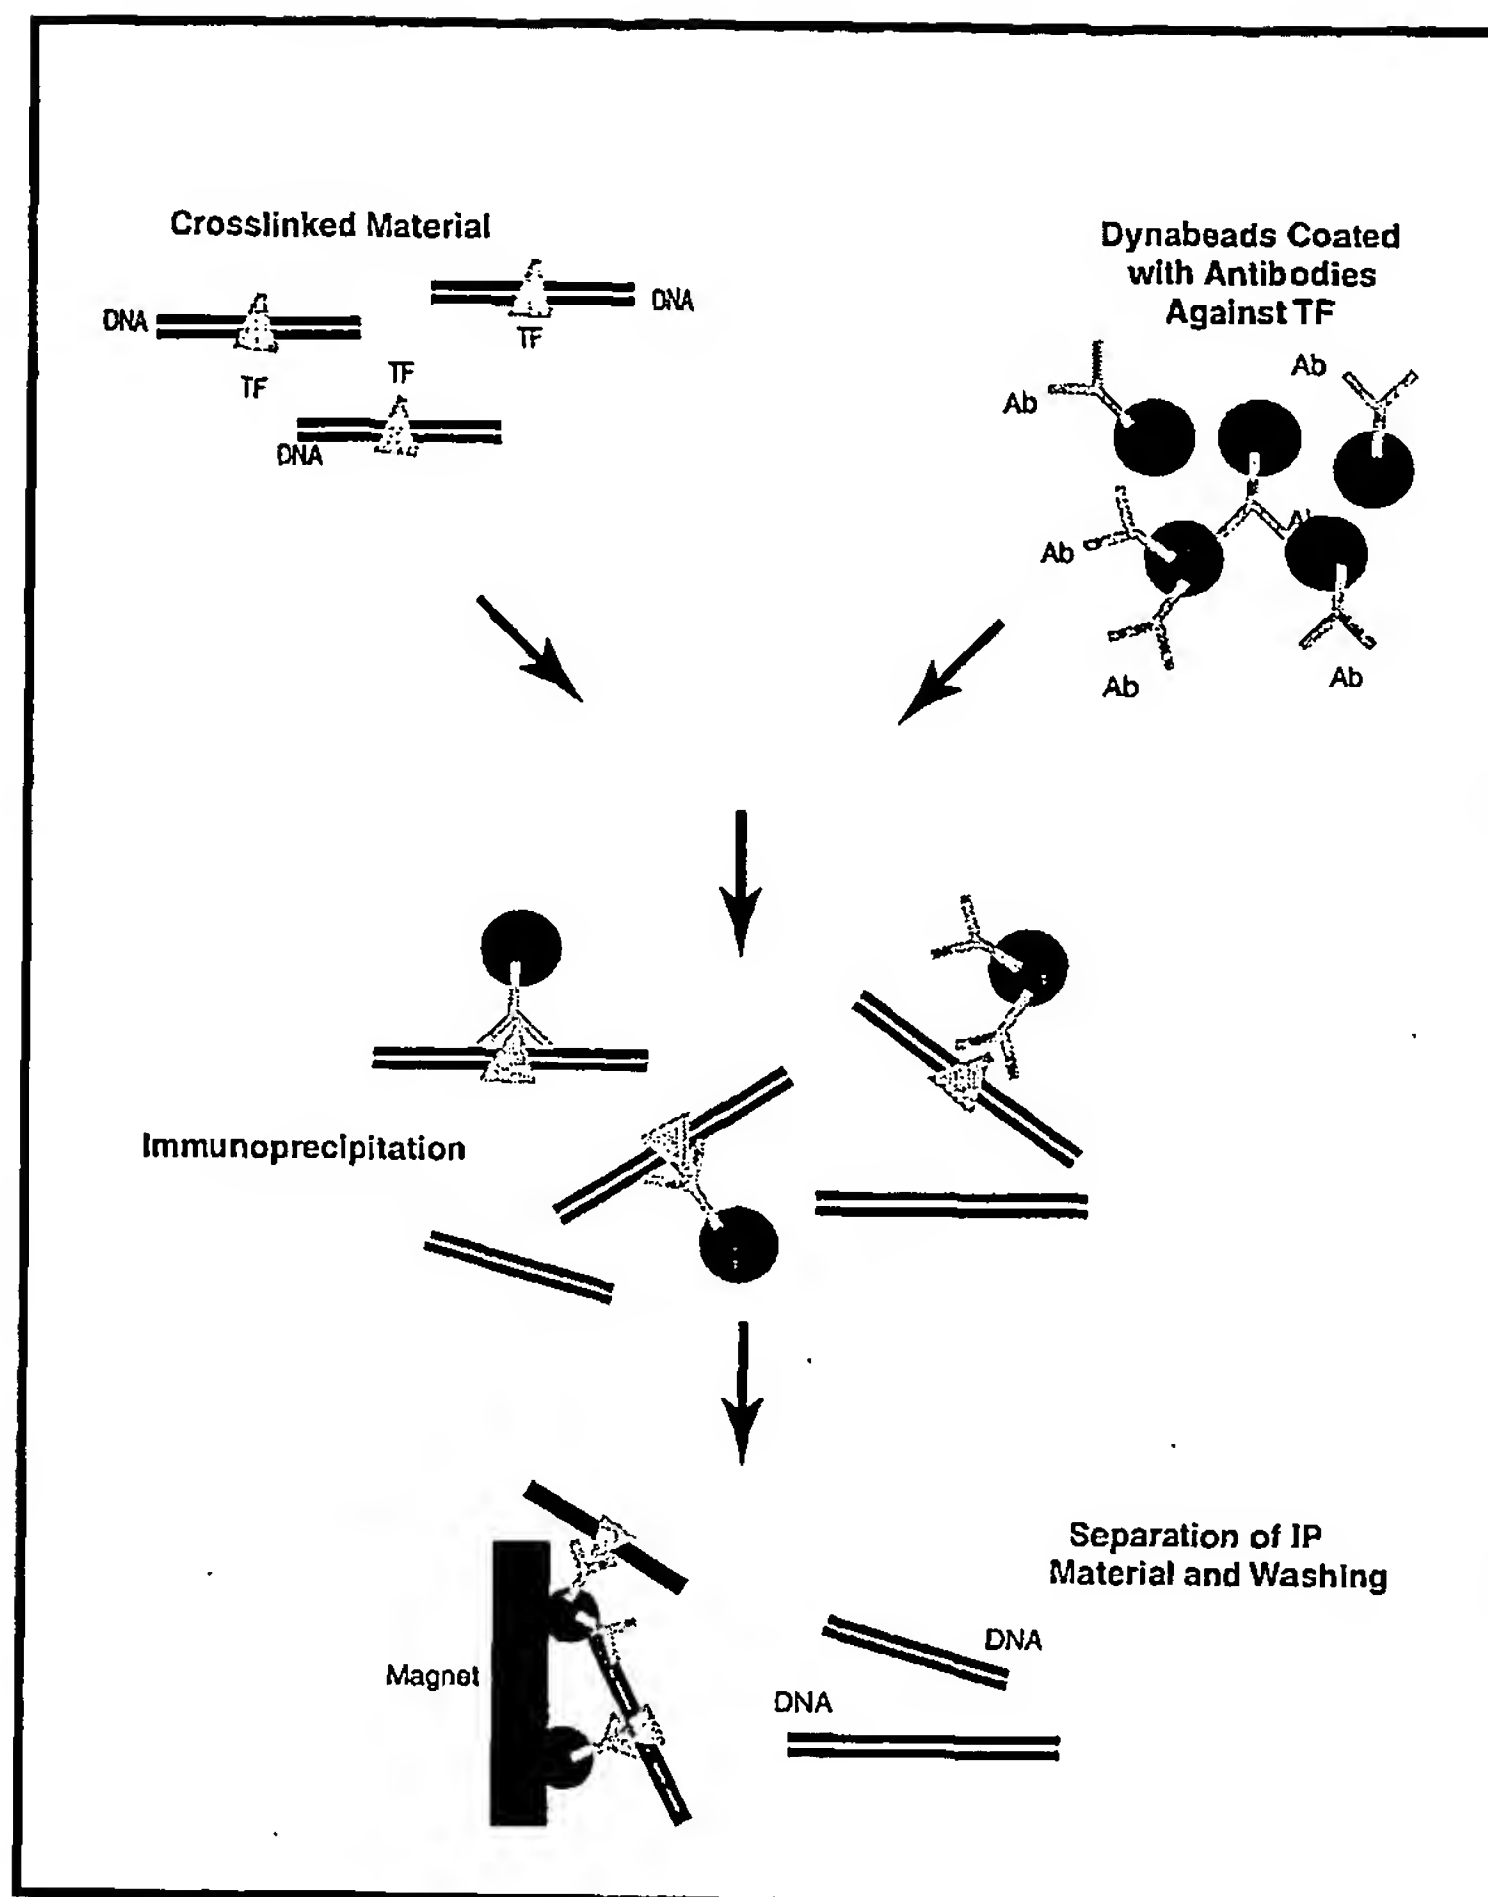 Crosslinked Material
DNA
TF
TF
DNA
TF
DNA
Dynabeads Coated
with Antibodies
Against TF
Ab
Ab
Ab
Ab
Ab
Immunoprecipitation
Separation of IP
Material and Washing
Magnet
DNA
DNA